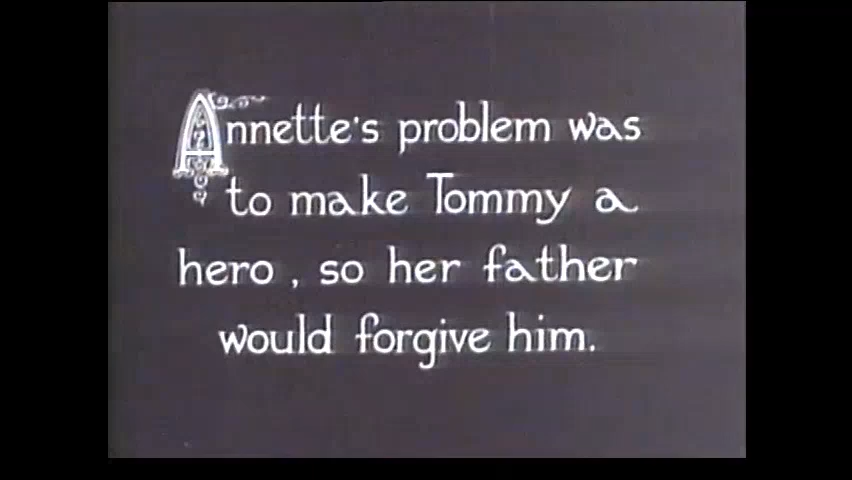 Annette's problem was
to make Tommy a
hero, so her father
would forgive him.